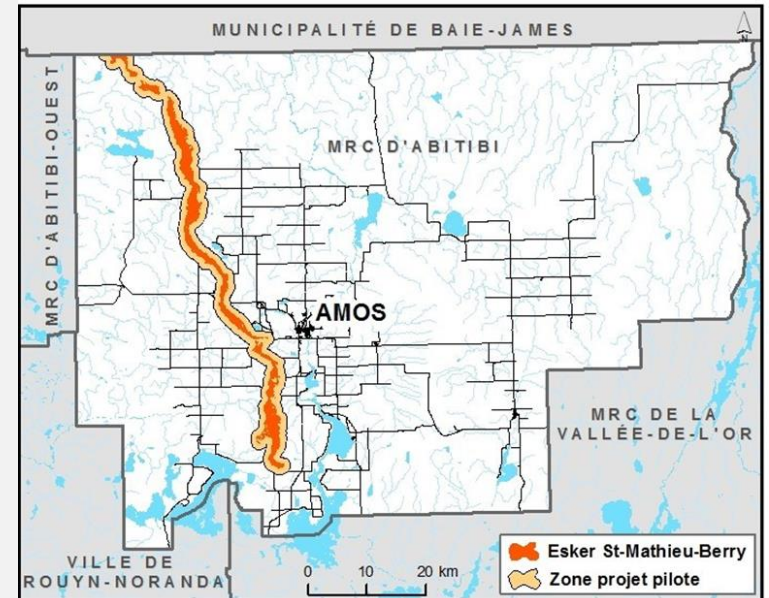 MUNICIPALITÉ DE BAIE-JAMES
N
MRC D'ABITIBI-OUEST
MRC D'ABITIBI
AMOS
MRC DE LA
VALLÉE-DE-L'OR
VILLE DE
ROUYN-NORANDA
0 10 20 km
Esker St-Mathieu-Berry
Zone projet pilote